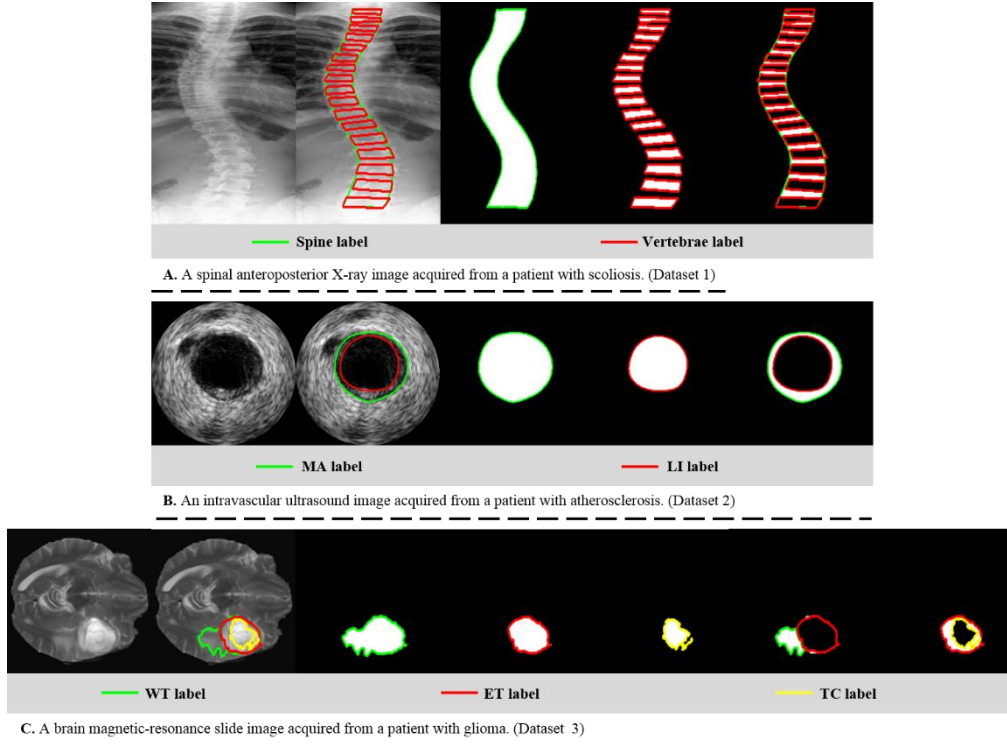 Spine label
Vertebrae label
A. A spinal anteroposterior X-ray image acquired from a patient with scoliosis. (Dataset 1)
MA label
LI label
B. An intravascular ultrasound image acquired from a patient with atherosclerosis. (Dataset 2)
WT label
ET label
TC label
C. A brain magnetic-resonance slide image acquired from a patient with glioma. (Dataset 3)